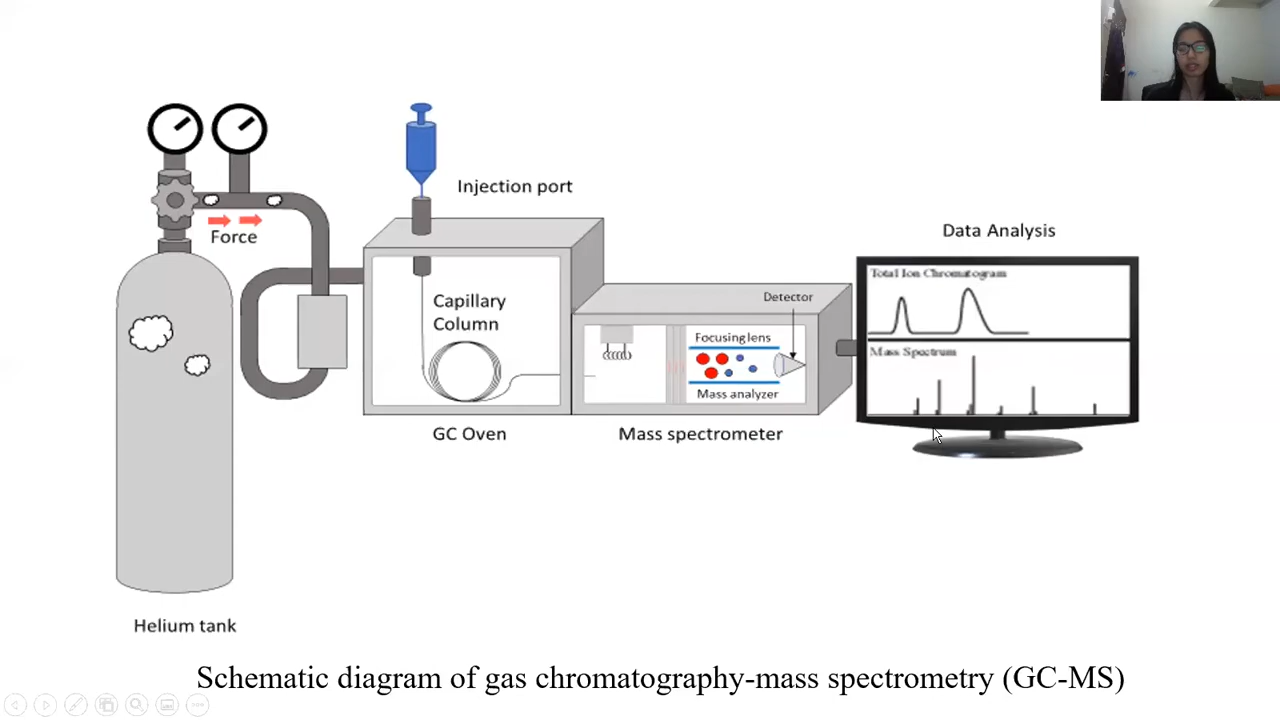 Injection port
Force
Data Analysis
Total Ion Chromatogram
Capillary
Column
Detector
Focusing lens
Mass Spectrum
Mass analyzer
GC Oven
Mass spectrometer
Helium tank
Schematic diagram of gas chromatography-mass spectrometry (GC-MS)